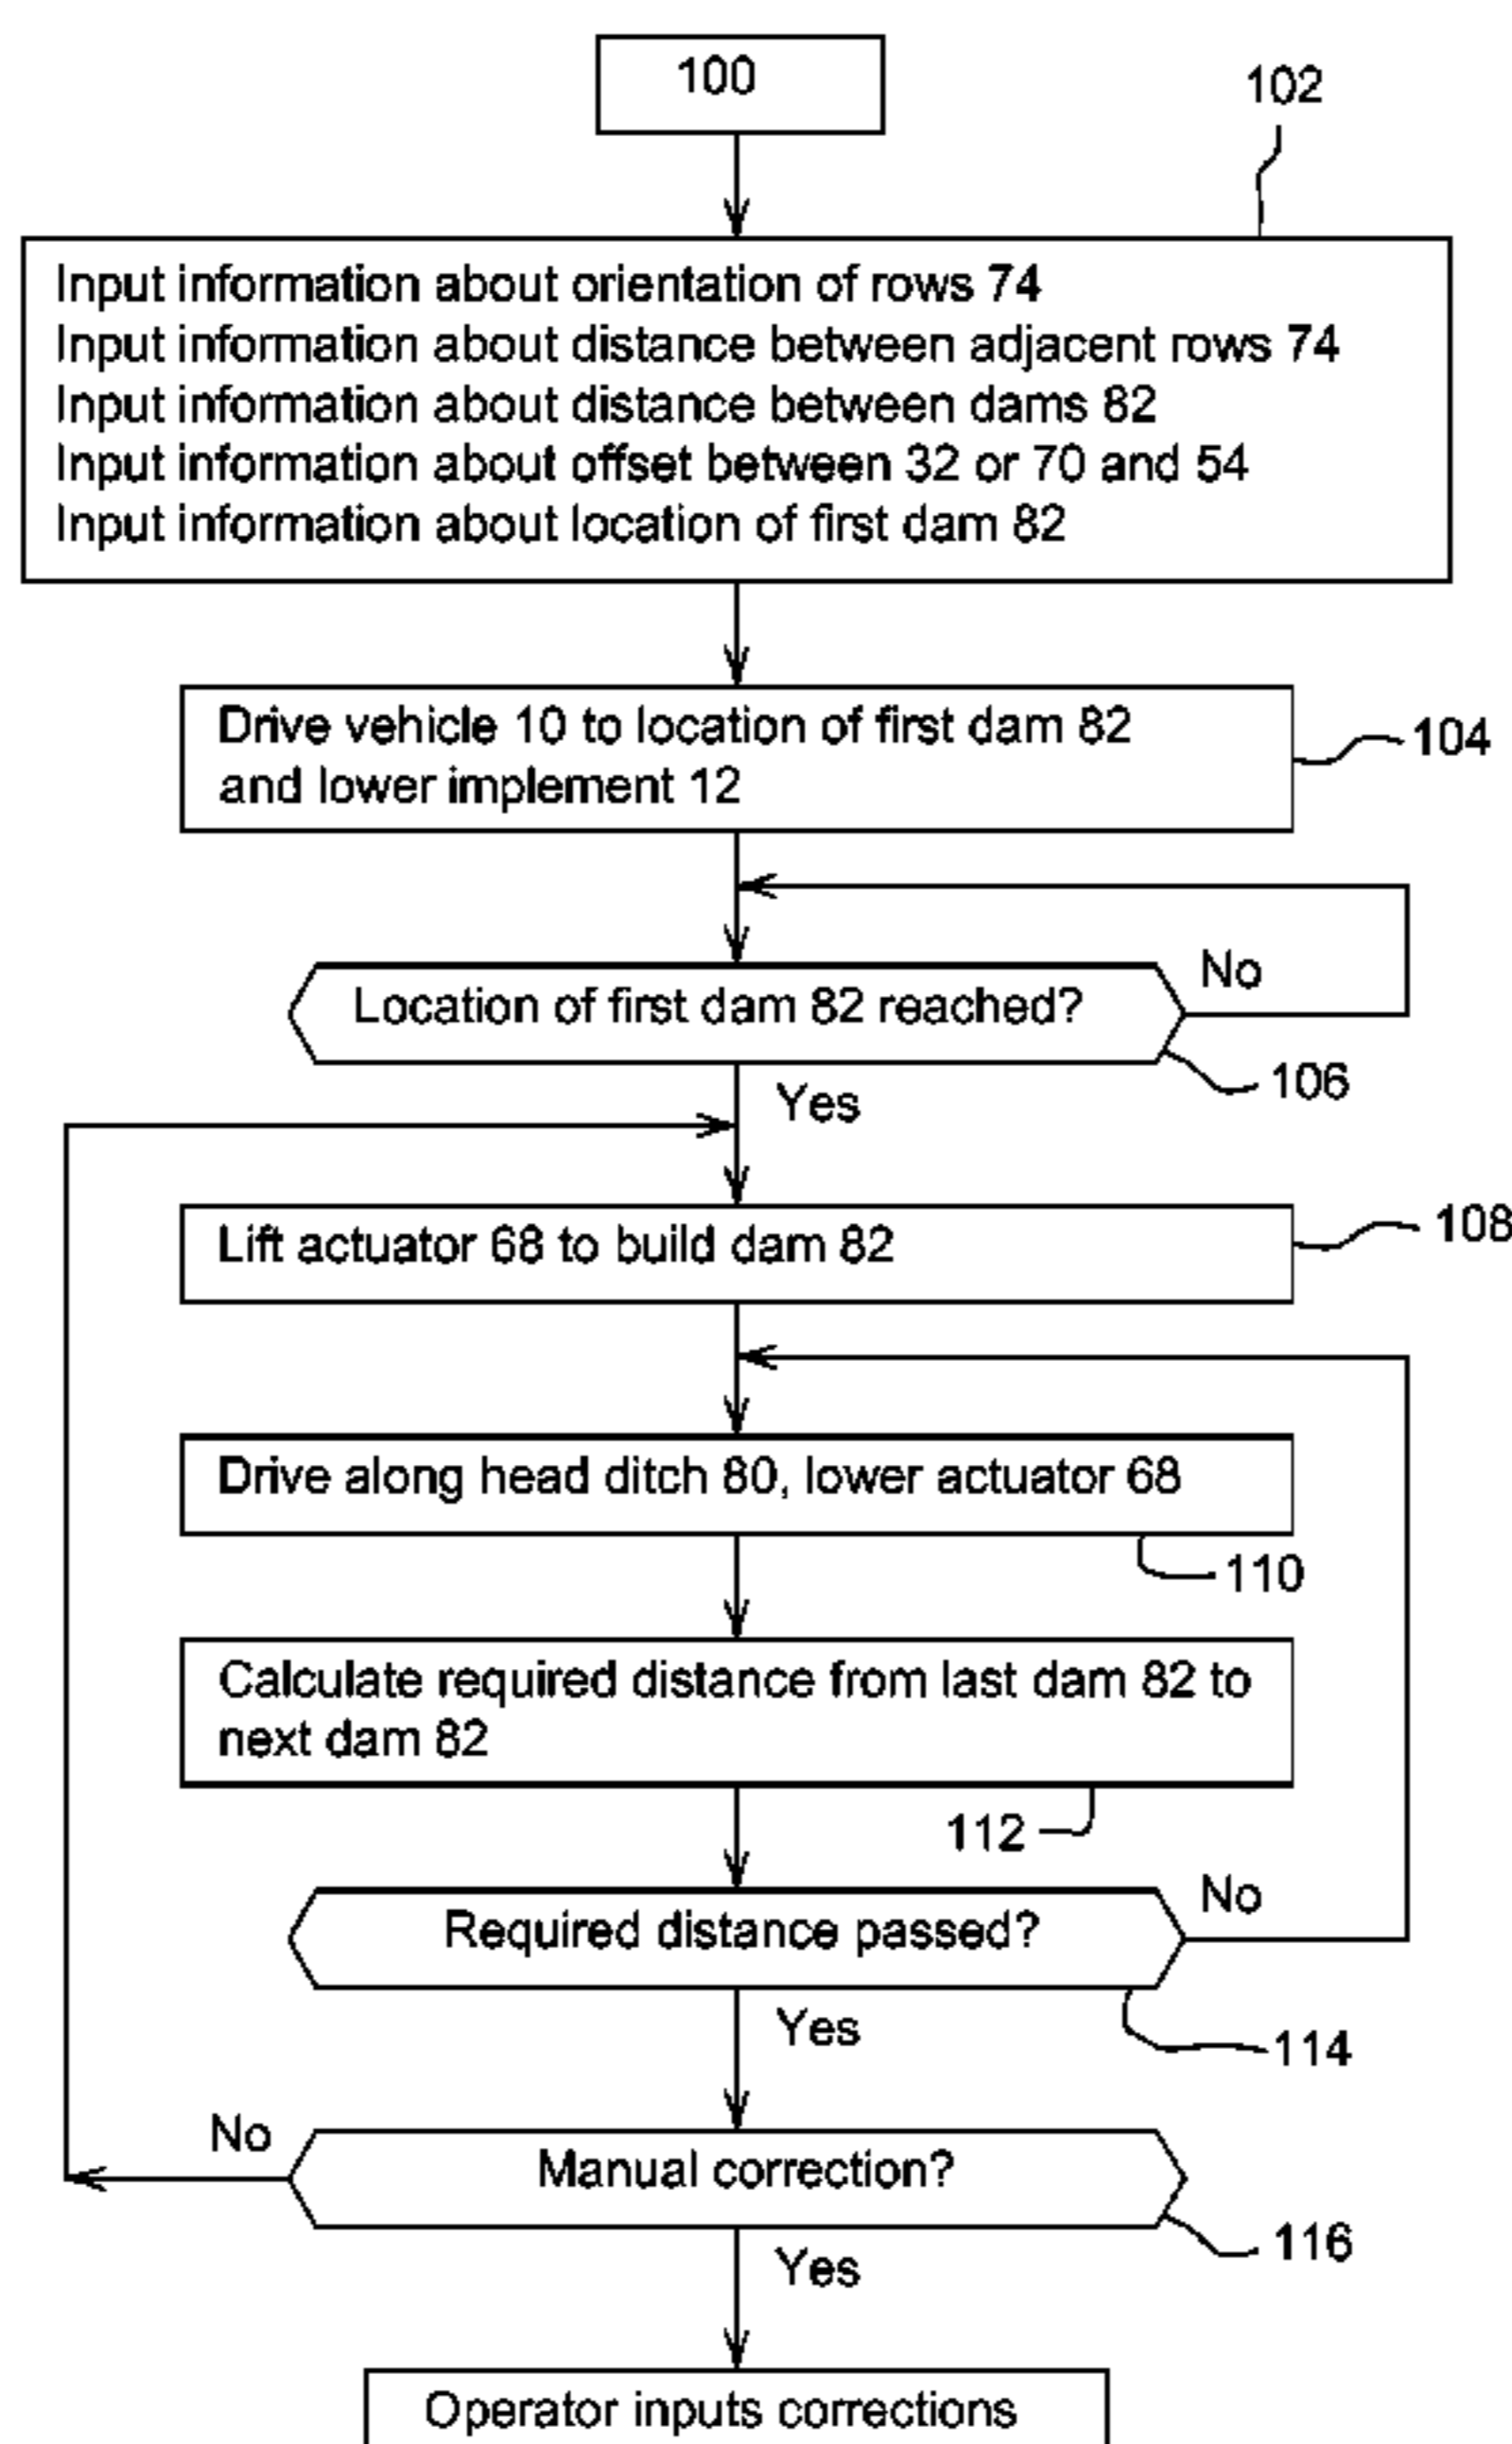 100
102
Input information about orientation of rows 74
Input information about distance between adjacent rows 74
Input information about distance between dams 82
Input information about offset between 32 or 70 and 54
Input information about location of first dam 82
Drive vehicle 10 to location of first dam 82
and lower implement 12
104
No
Location of first dam 82 reached?
106
Yes
Lift actuator 68 to build dam 82
108
Drive along head ditch 80, lower actuator 68
110
Calculate required distance from last dam 82 to
next dam 82
112
No
Required distance passed?
Yes
114
No
Manual correction?
116
Yes
Operator inputs corrections